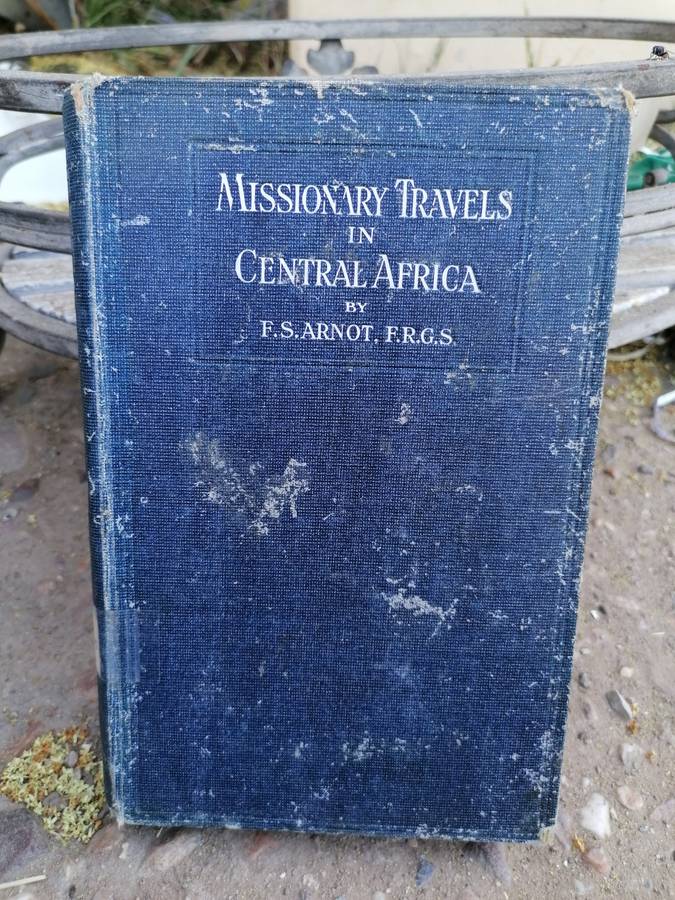 MISSIONARY TRAVELS
IN
CENTRAL AFRICA
BY
F.S.ARNOT, F.R.G.S